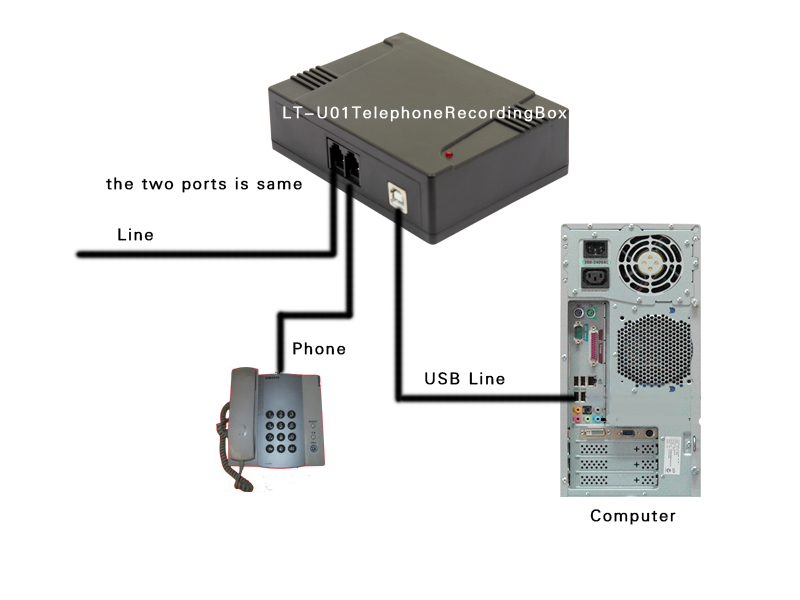 LT-U01TelephoneRecordingBox
the two ports is same
Line
Phone
USB Line
Computer